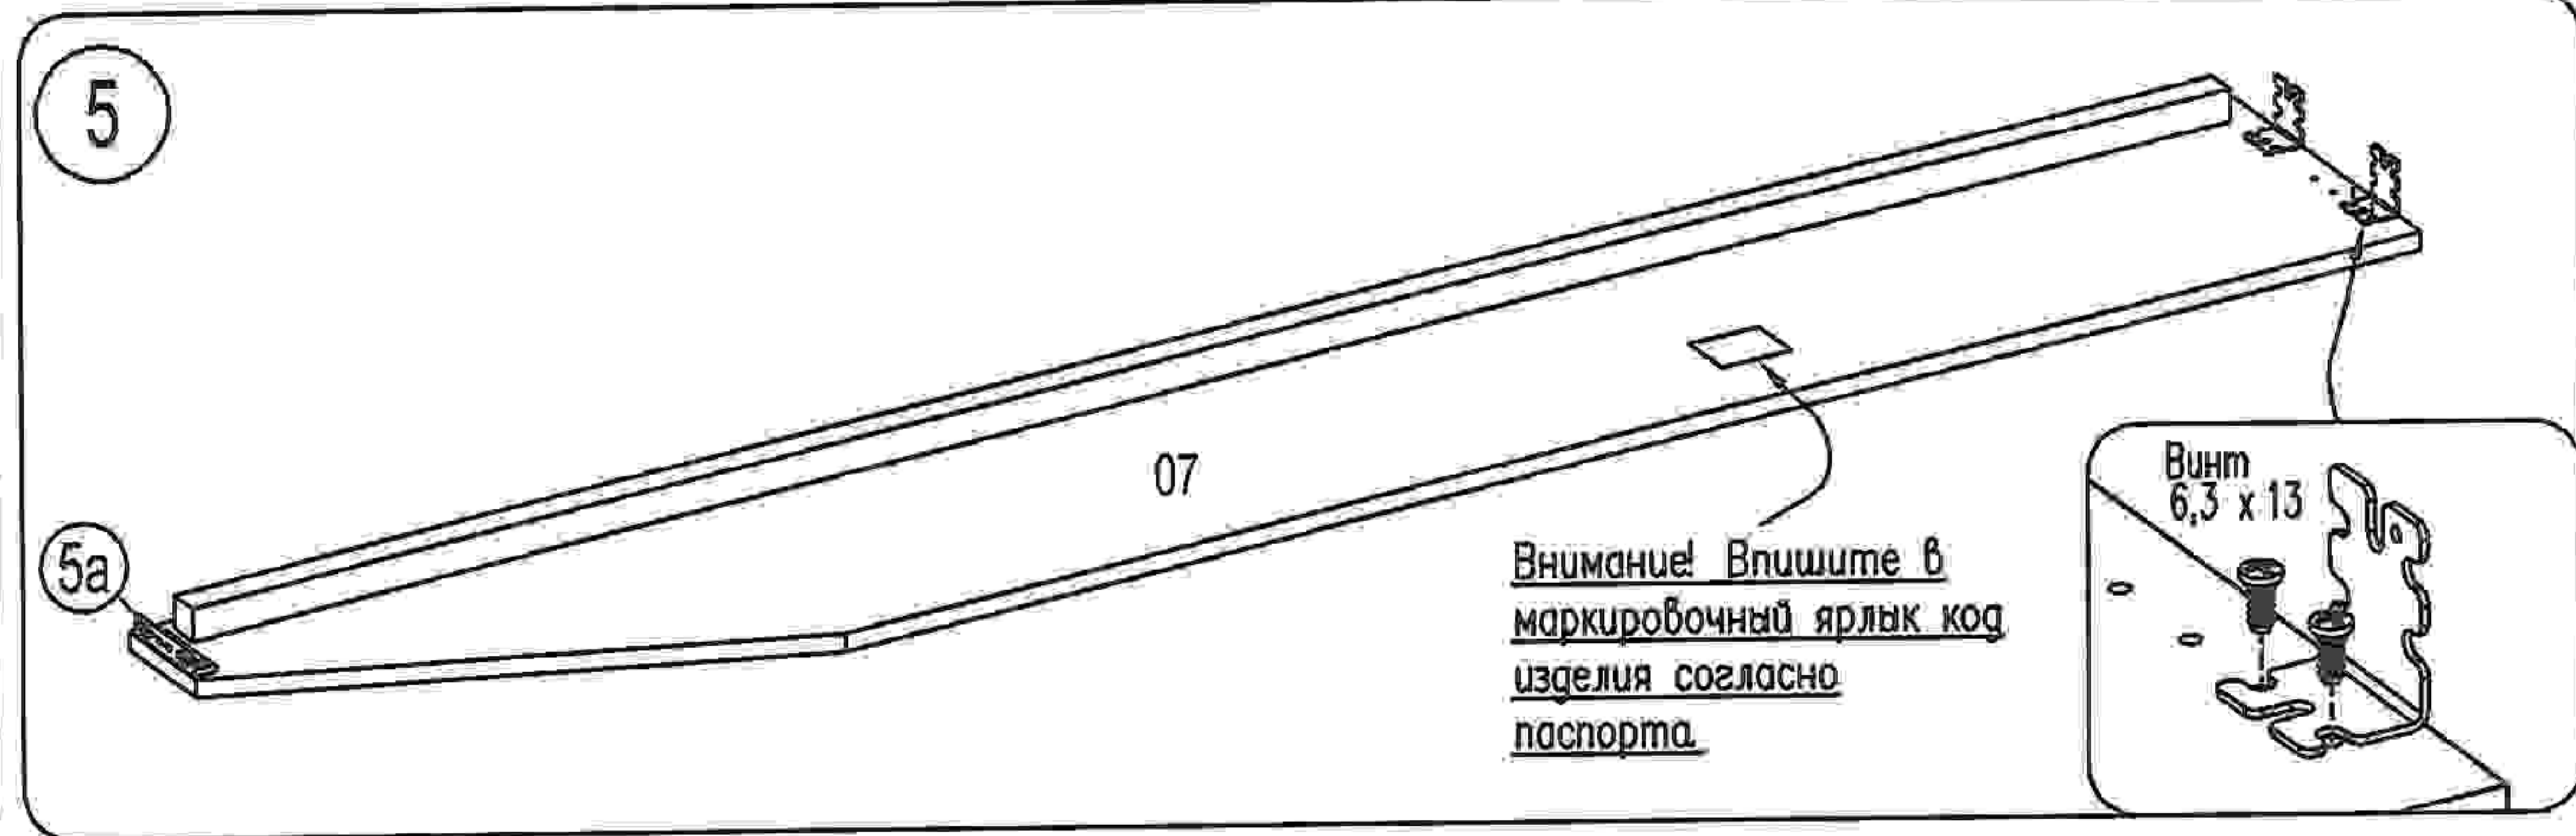 5
5а
07
Внимание! Впишите в
маркировочный ярлык код
изделия согласно
паспорта
Винт
6,3 x 13